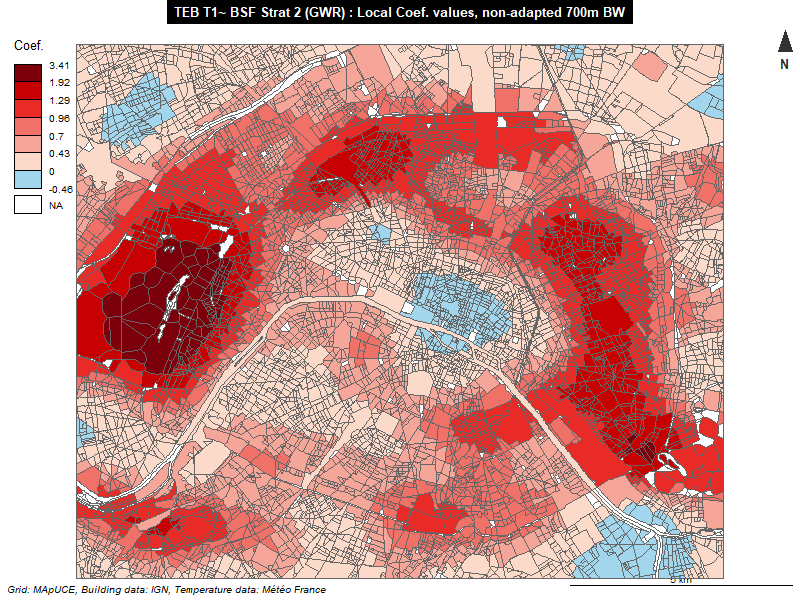 TEB T1~ BSF Strat 2 (GWR) : Local Coef. values, non-adapted 700m BW
Coef.
3.41
1.92
1.29
0.96
0.7
0.43
0
-0.46
NA
N
5 km
Grid: MApUCE, Building data: IGN, Temperature data: Météo France